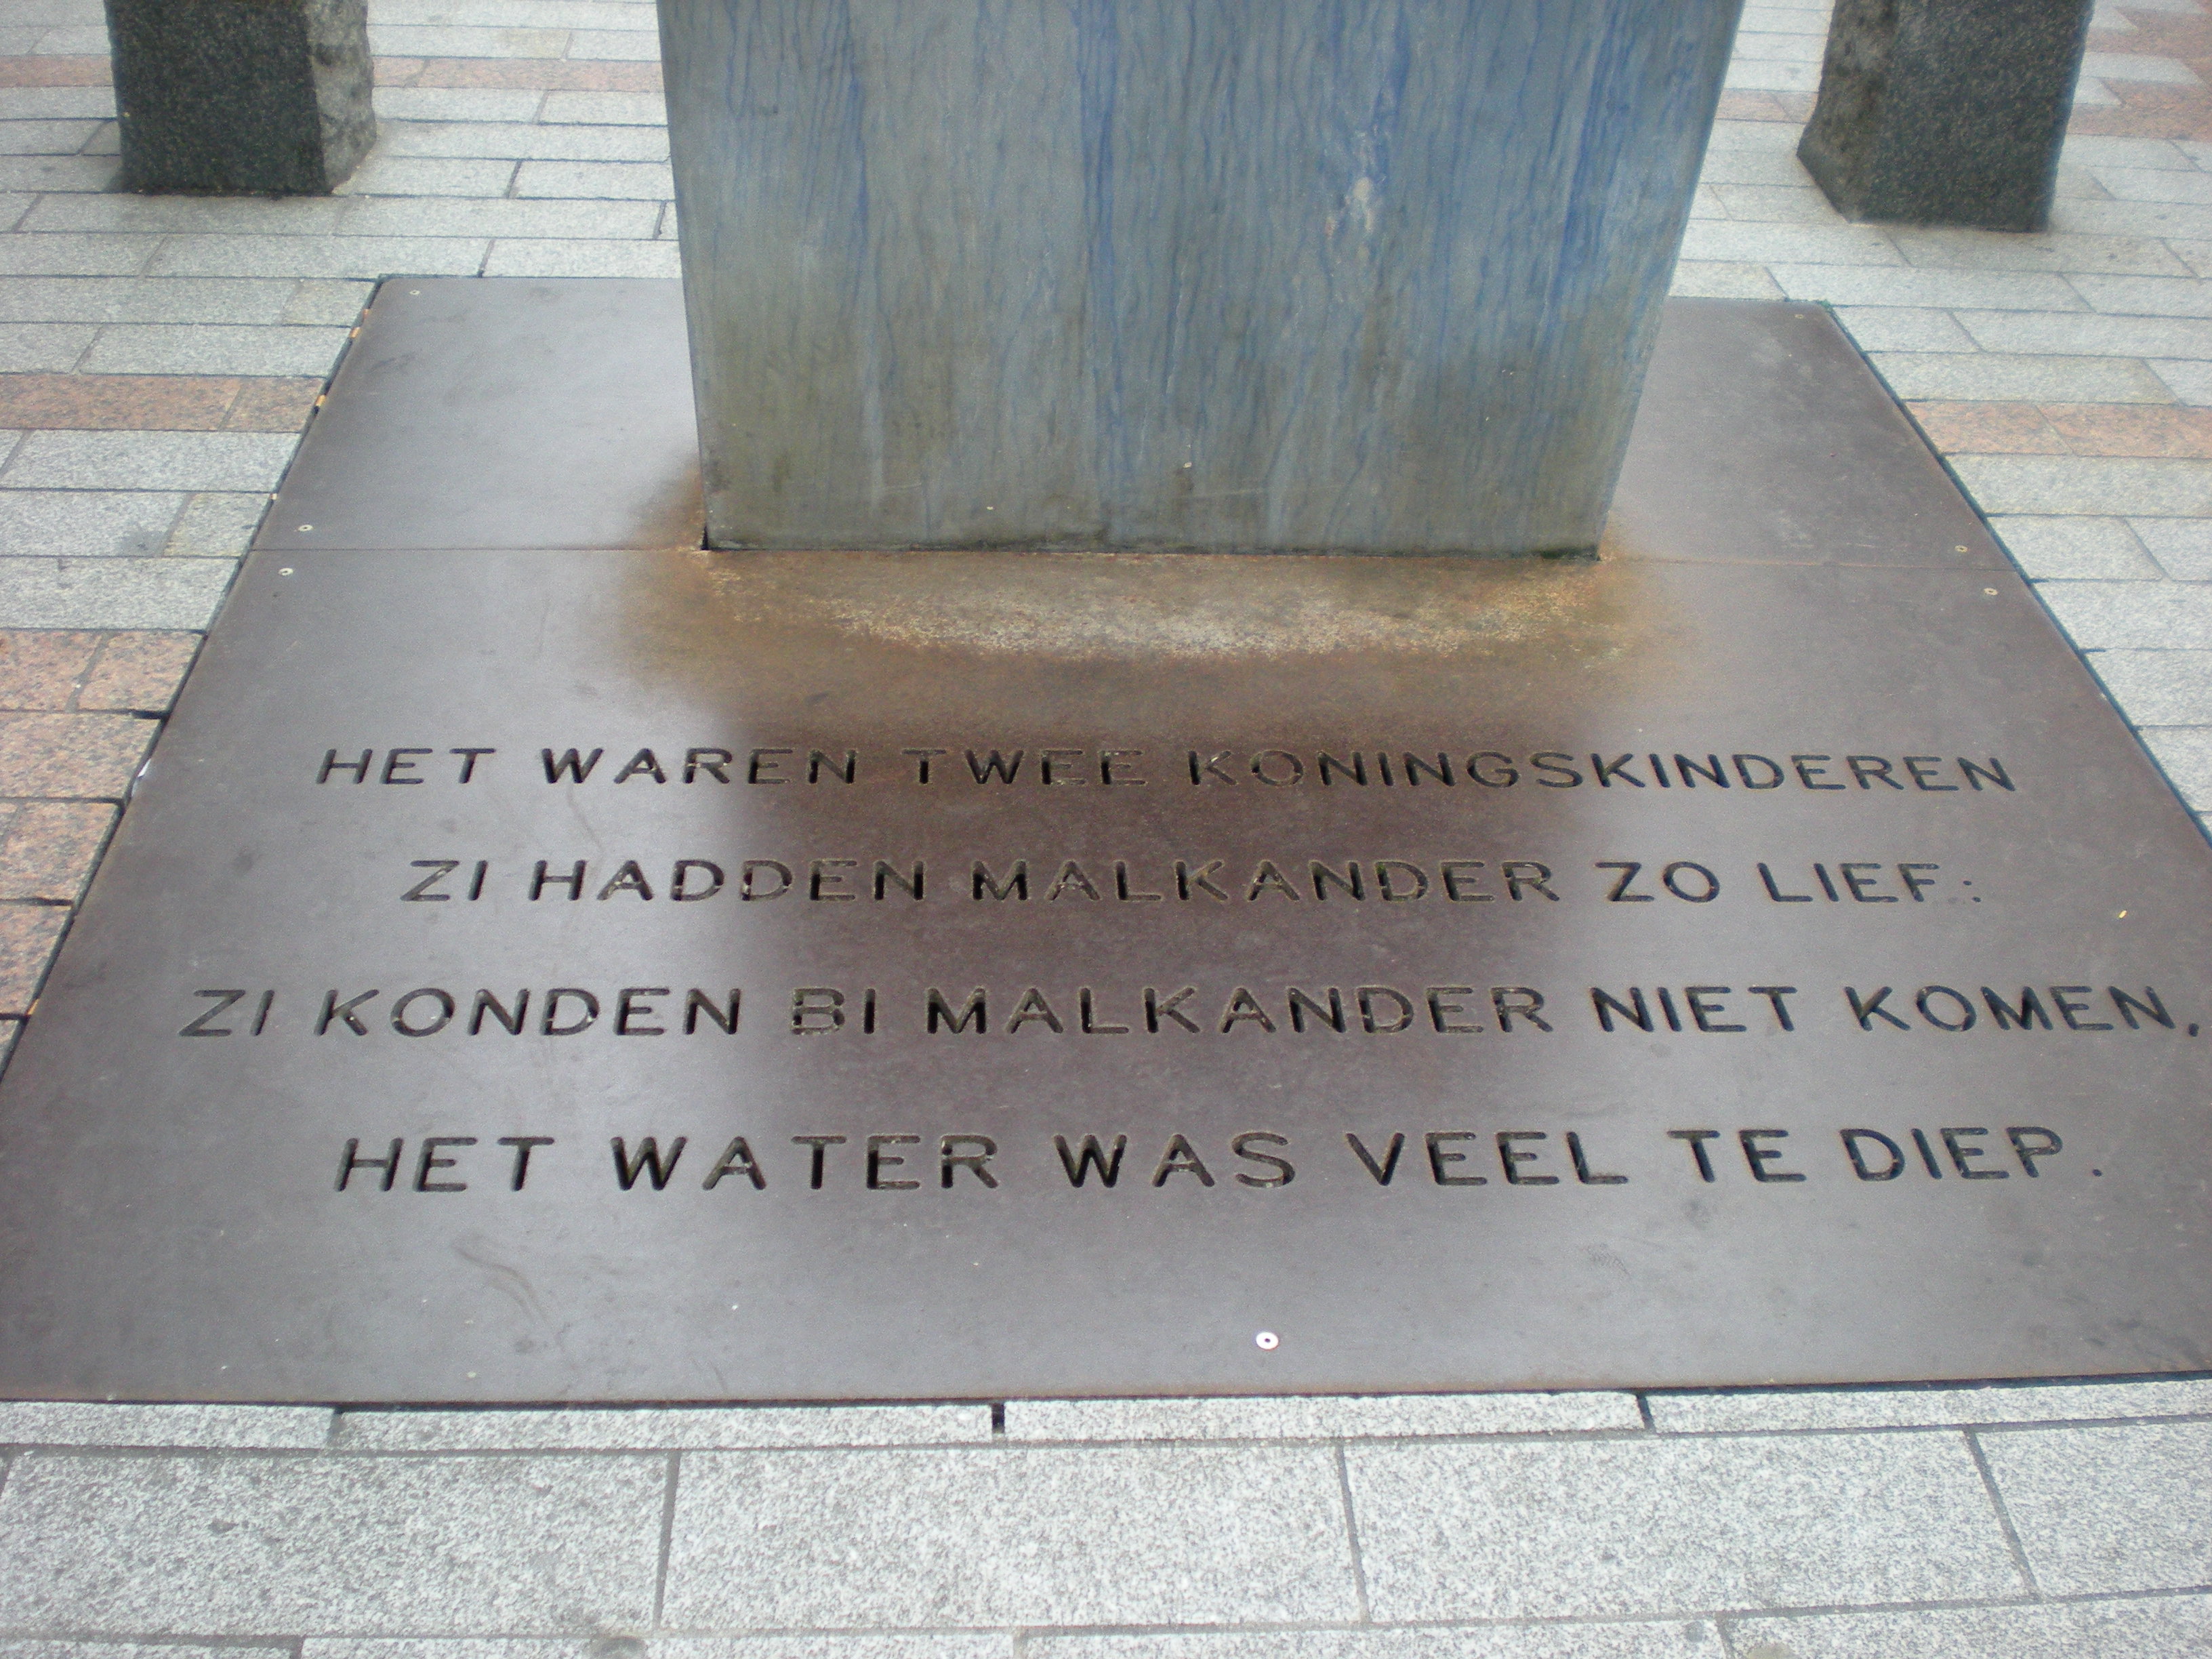 HET WAREN TWEE KONINGSKINDEREN
ZI HADDEN MALKANDER ZO LIEF:
ZI KONDEN BI MALKANDER NIET KOMEN,
HET WATER WAS VEEL TE DIEP.